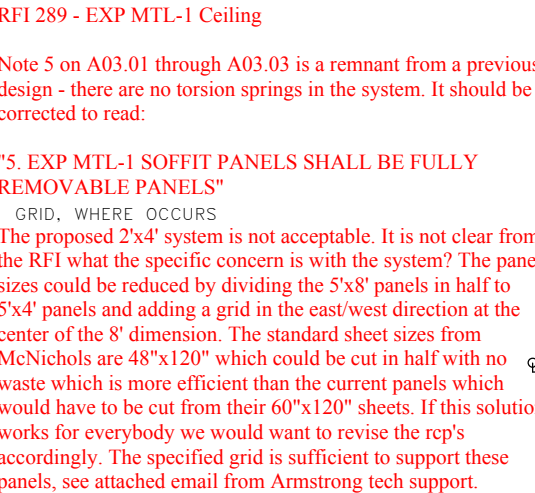 RFI 289 - EXP MTL-1 Ceiling
Note 5 on A03.01 through A03.03 is a remnant from a previous
design - there are no torsion springs in the system. It should be
corrected to read:
"5. EXP MTL-1 SOFFIT PANELS SHALL BE FULLY
REMOVABLE PANELS"
GRID, WHERE OCCURS
The proposed 2'x4' system is not acceptable. It is not clear from
the RFI what the specific concern is with the system? The pane
sizes could be reduced by dividing the 5'x8' panels in half to
5'x4' panels and adding a grid in the east/west direction at the
center of the 8' dimension. The standard sheet sizes from
McNichols are 48"x120" which could be cut in half with no
waste which is more efficient than the current panels which
would have to be cut from their 60"x120" sheets. If this solutio
works for everybody we would want to revise the rcp's
accordingly. The specified grid is sufficient to support these
panels, see attached email from Armstrong tech support.